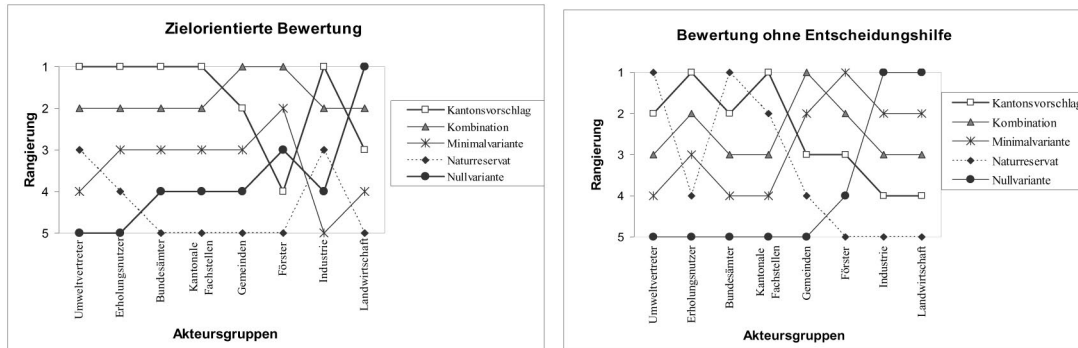 Zielorientierte Bewertung
1
2
3
4
5
Rangierung
Umweltvertreter
Erholungsnutzer
Bundesämter
Kantonale
Fachstellen
Gemeinden
Förster
Industrie
Landwirtschaft
Akteursgruppen
Kantonsvorschlag
Kombination
Minimalvariante
Naturreservat
Nullvariante
Bewertung ohne Entscheidungshilfe
1
2
3
4
5
Rangierung
Umweltvertreter
Erholungsnutzer
Bundesämter
Kantonale
Fachstellen
Gemeinden
Förster
Industrie
Landwirtschaft
Akteursgruppen
Kantonsvorschlag
Kombination
Minimalvariante
Naturreservat
Nullvariante